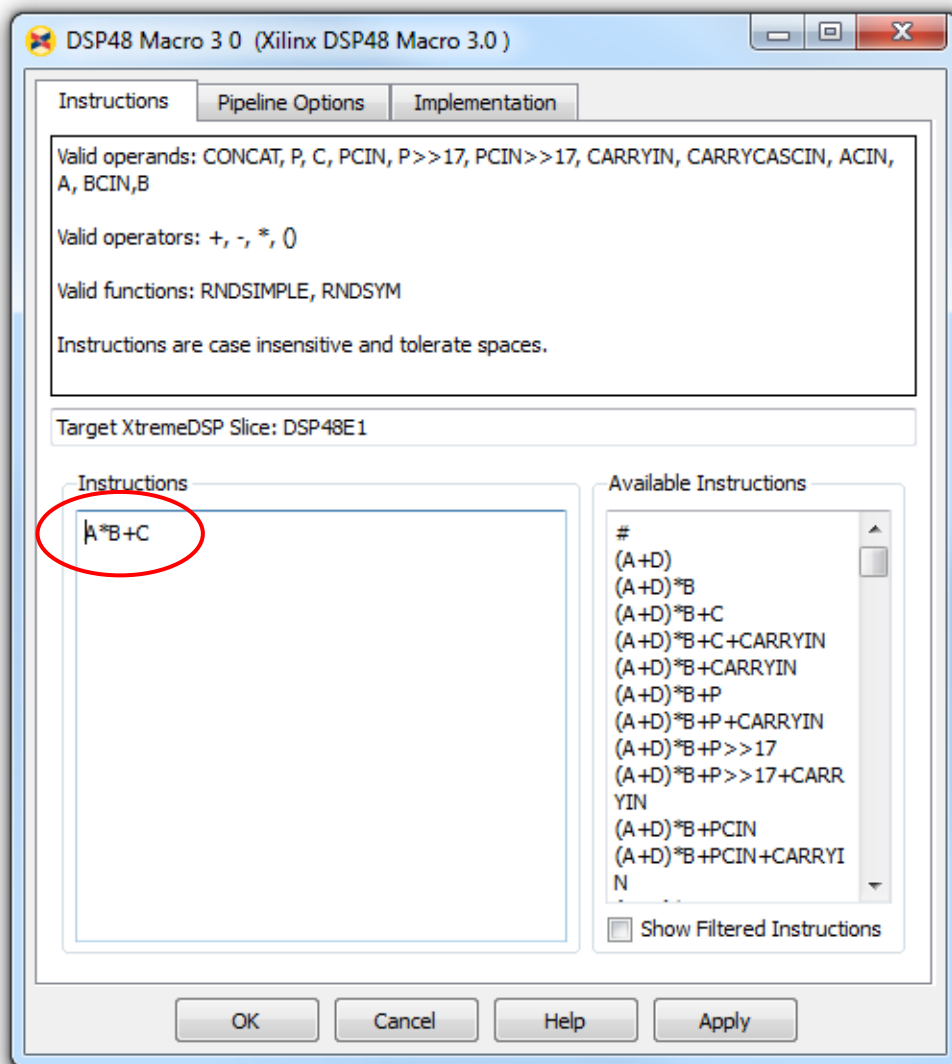 DSP48 Macro 3 0 (Xilinx DSP48 Macro 3.0 )
Instructions
Pipeline Options
Implementation
Valid operands: CONCAT, P, C, PCIN, P>>17, PCIN>>17, CARRYIN, CARRYCASCIN, ACIN,
A, BCIN,B
Valid operators: +, -, *, ()
Valid functions: RNDSIMPLE, RNDSYM
Instructions are case insensitive and tolerate spaces.
Target XtremeDSP Slice: DSP48E1
Instructions
A*B+C
Available Instructions
#
(A+D)
(A+D)*B
(A+D)*B+C
(A+D)*B+C+CARRYIN
(A+D)*B+CARRYIN
(A+D)*B+P
(A+D)*B+P+CARRYIN
(A+D)*B+P>>17
(A+D)*B+P>>17+CARR
YIN
(A+D)*B+PCIN
(A+D)*B+PCIN+CARRYI
N
Show Filtered Instructions
OK
Cancel
Help
Apply